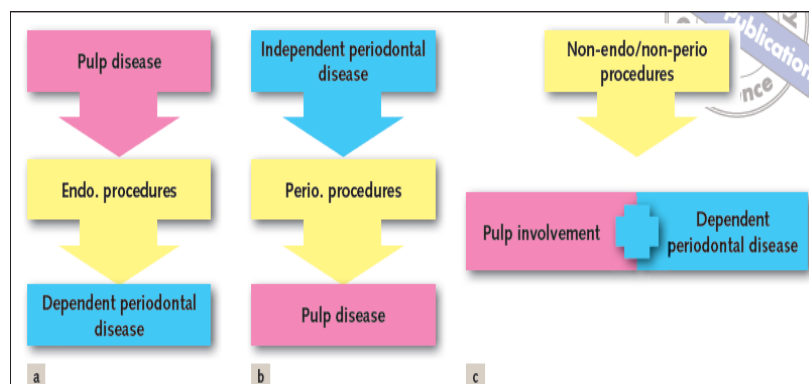 Pulp disease
Endo. procedures
Dependent periodontal
disease
a
Independent periodontal
disease
Perio. procedures
Pulp disease
b
Non-endo/non-perio
procedures
Pulp involvement
Dependent
periodontal disease
c
Publication